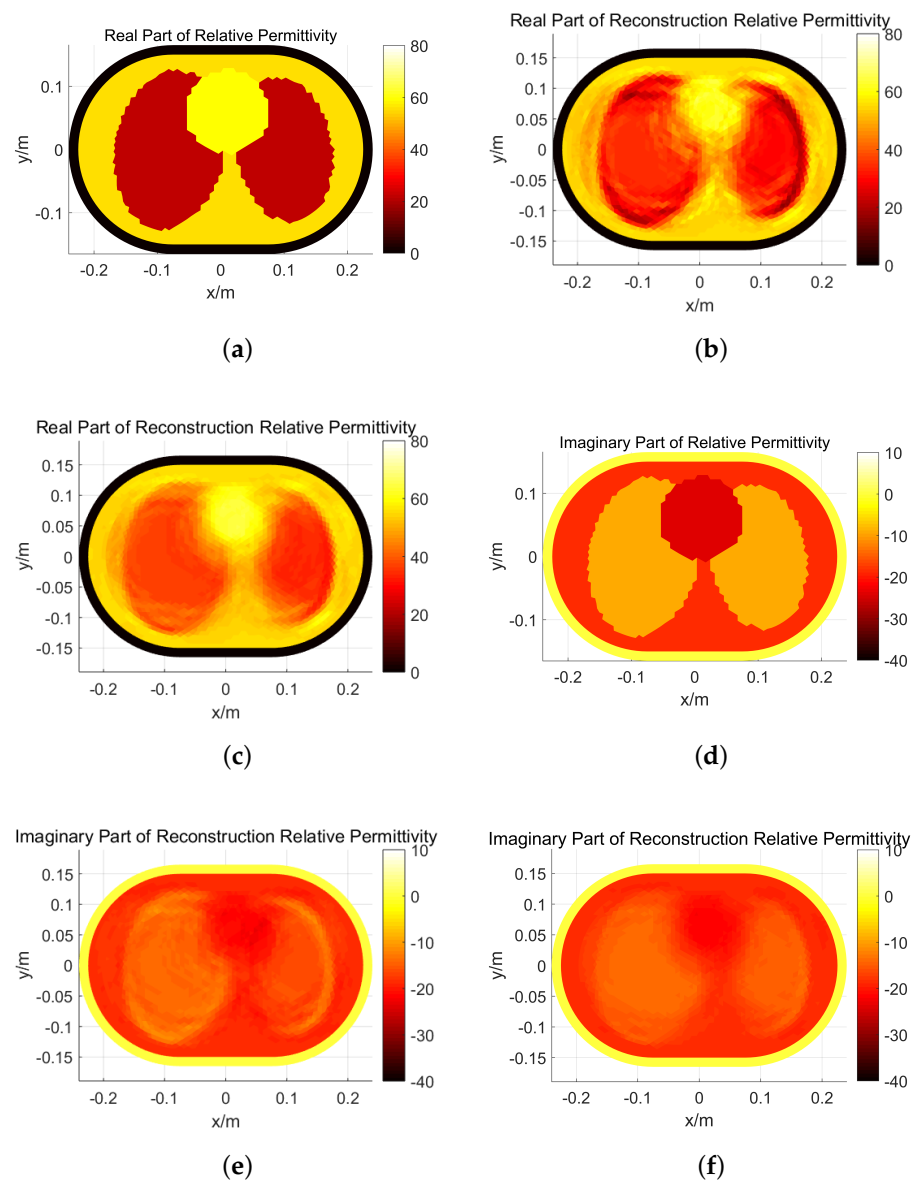 Real Part of Relative Permittivity
80
60
40
20
0
0.1
0
-0.1
y/m
-0.2 -0.1 0 0.1 0.2
x/m
(a)
Real Part of Reconstruction Relative Permittivity
80
60
40
20
0
0.15
0.1
0.05
0
-0.05
-0.1
-0.15
y/m
-0.2 -0.1 0 0.1 0.2
x/m
(b)
Real Part of Reconstruction Relative Permittivity
80
60
40
20
0
0.15
0.1
0.05
0
-0.05
-0.1
-0.15
y/m
-0.2 -0.1 0 0.1 0.2
x/m
(c)
Imaginary Part of Relative Permittivity
10
0
-10
-20
-30
-40
0.1
0
-0.1
y/m
-0.2 -0.1 0 0.1 0.2
x/m
(d)
Imaginary Part of Reconstruction Relative Permittivity
10
0
-10
-20
-30
-40
0.15
0.1
0.05
0
-0.05
-0.1
-0.15
y/m
-0.2 -0.1 0 0.1 0.2
x/m
(e)
Imaginary Part of Reconstruction Relative Permittivity
10
0
-10
-20
-30
-40
0.15
0.1
0.05
0
-0.05
-0.1
-0.15
y/m
-0.2 -0.1 0 0.1 0.2
x/m
(f)